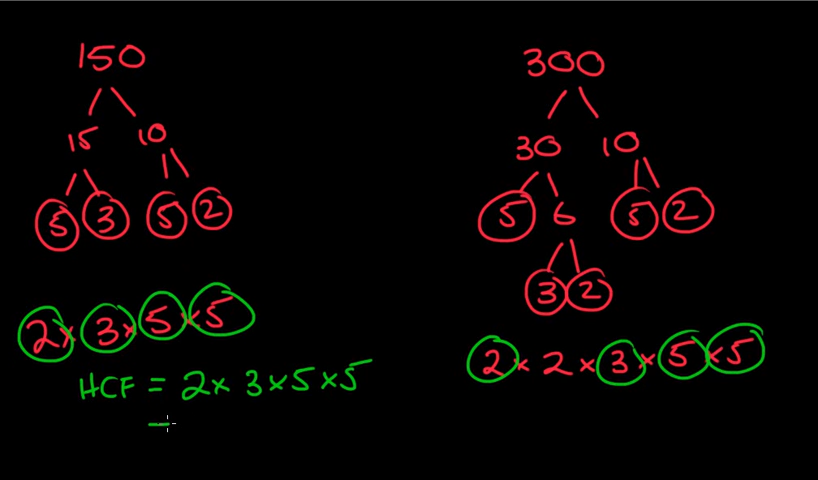 150
15 10
5 3 5 2
2 × 3 × 5 × 5
HCF = 2 × 3 × 5 × 5
=
300
30 10
5 6 5 2
3 2
2 × 2 × 3 × 5 × 5